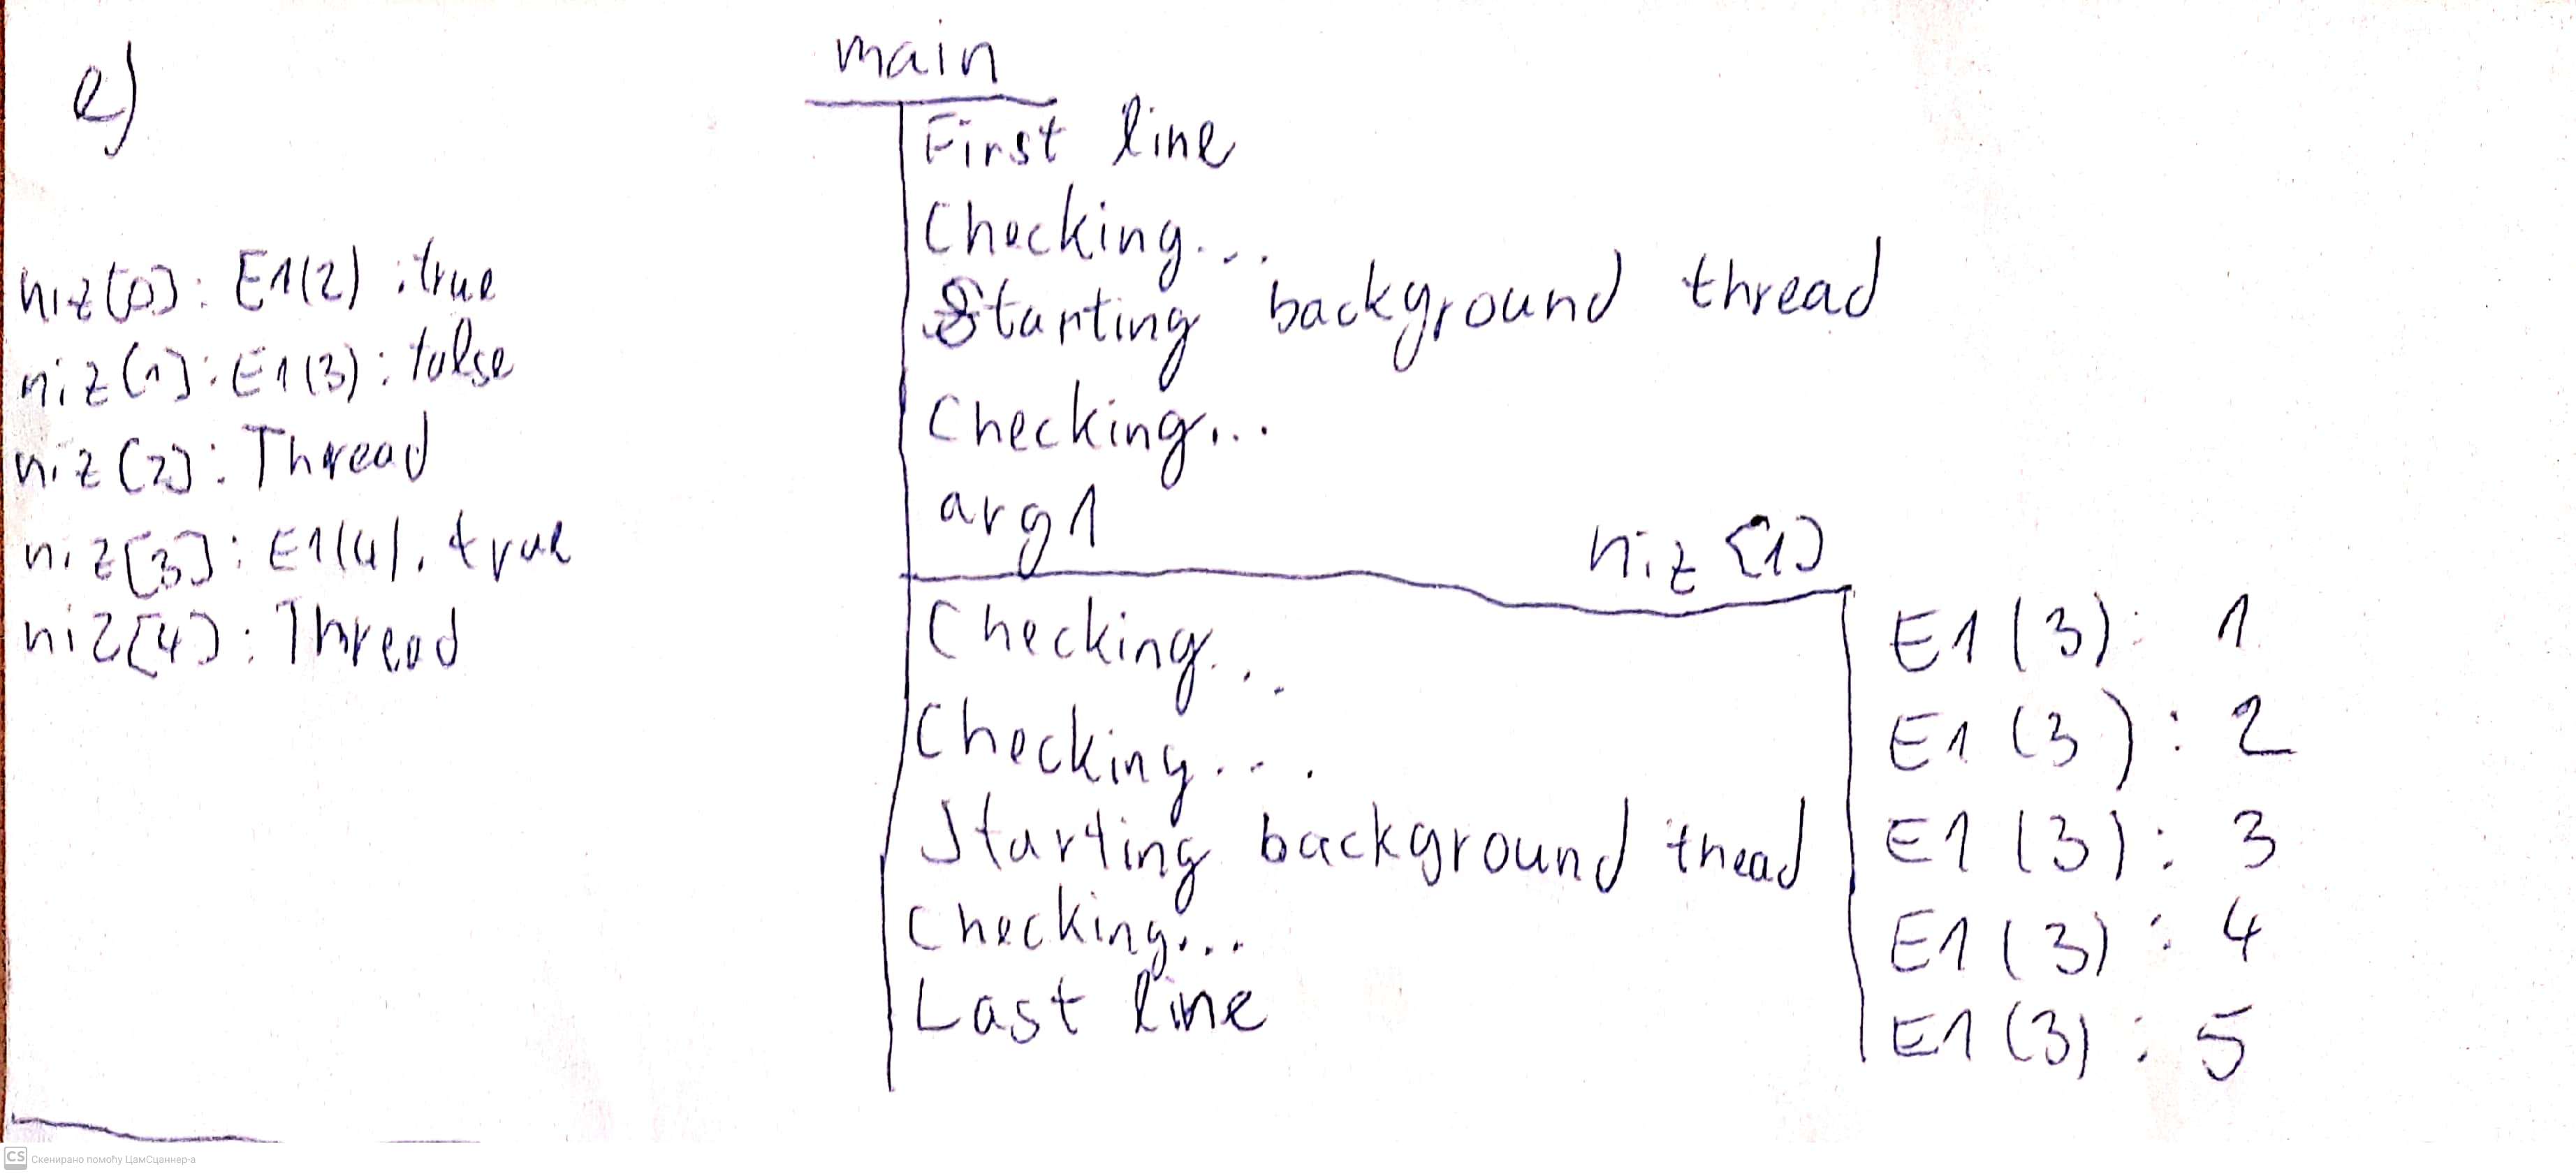 e)
niz[0]: E1(2) : true
niz[1]: E1(3) : false
niz[2]: Thread
niz[3]: E1(4). true
niz[4]: Thread
main
First line
Checking...
Starting background thread
Checking...
arg1
niz[1]
Checking...
Checking...
Starting background thead
Checking...
Last line
E1(3): 1
E1(3): 2
E1(3): 3
E1(3): 4
E1(3): 5
CS Скенирано помоћу ЦамСцаннер-а